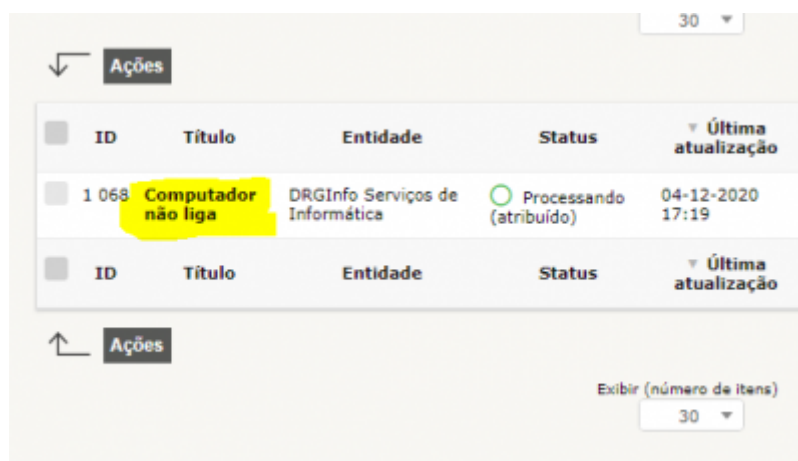 30
Ações
ID Título Entidade Status Última atualização
1 068 Computador não liga DRGInfo Serviços de Informática Processando (atribuído) 04-12-2020 17:19
ID Título Entidade Status Última atualização
Ações
Exibir (número de itens)
30